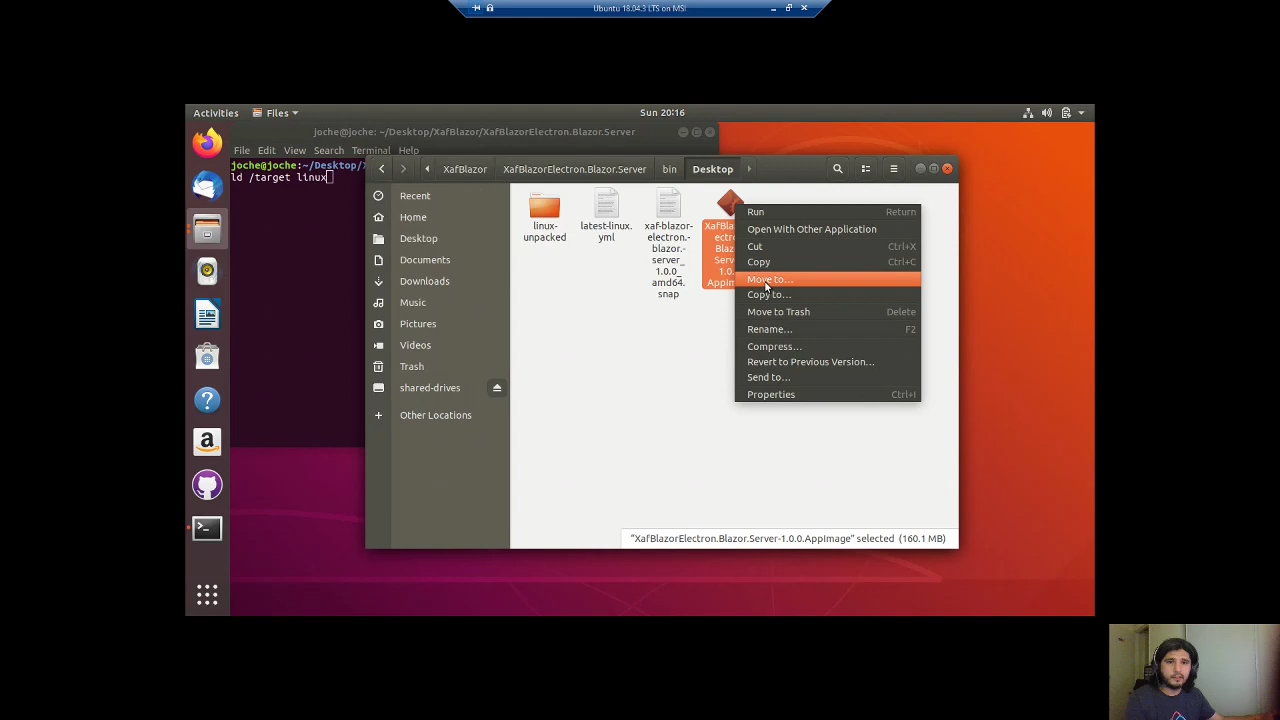 Ubuntu 18.04.3 LTS on MSI
Activities
Files
Sun 20:16
joche@joche: ~/Desktop/XafBlazor/XafBlazorElectron.Blazor.Server
File Edit View Search Terminal Help
joche@joche:~/Desktop/
ld /target linux
XafBlazor
XafBlazorElectron.Blazor.Server
bin
Desktop
Recent
Home
Desktop
Documents
Downloads
Music
Pictures
Videos
Trash
shared-drives
Other Locations
linux-
unpacked
latest-linux.
yml
xaf-blazor-
electron.-
blazor.-
server_
1.0.0_
amd64.
snap
Run Return
Open With Other Application
Cut Ctrl+X
Copy Ctrl+C
Move to…
Copy to…
Move to Trash Delete
Rename… F2
Compress…
Revert to Previous Version…
Send to…
Properties Ctrl+I
"XafBlazorElectron.Blazor.Server-1.0.0.AppImage" selected (160.1 MB)